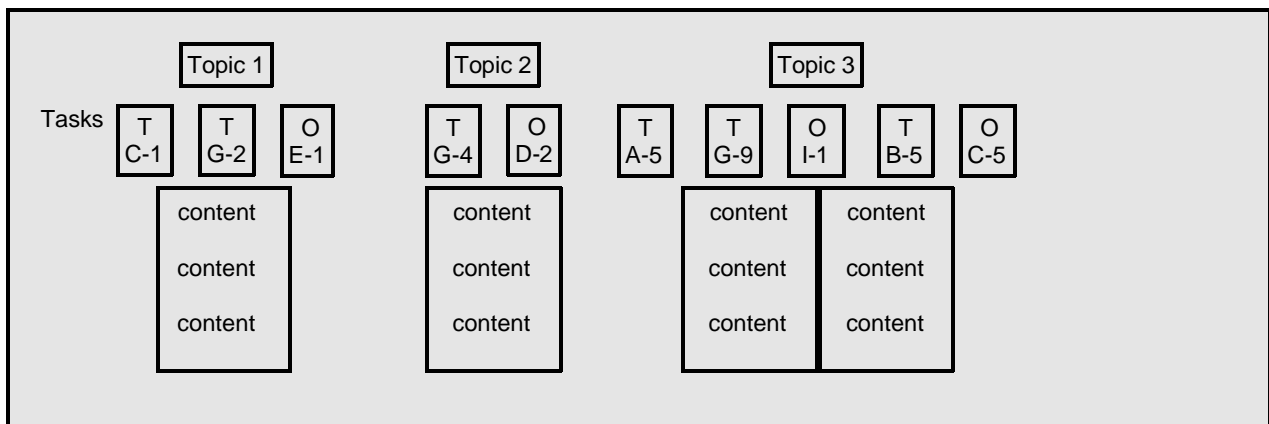 Topic 1 Topic 2 Topic 3
Tasks T T O T O T T O T O
C-1 G-2 E-1 G-4 D-2 A-5 G-9 I-1 B-5 C-5
content content content content
content content content content
content content content content